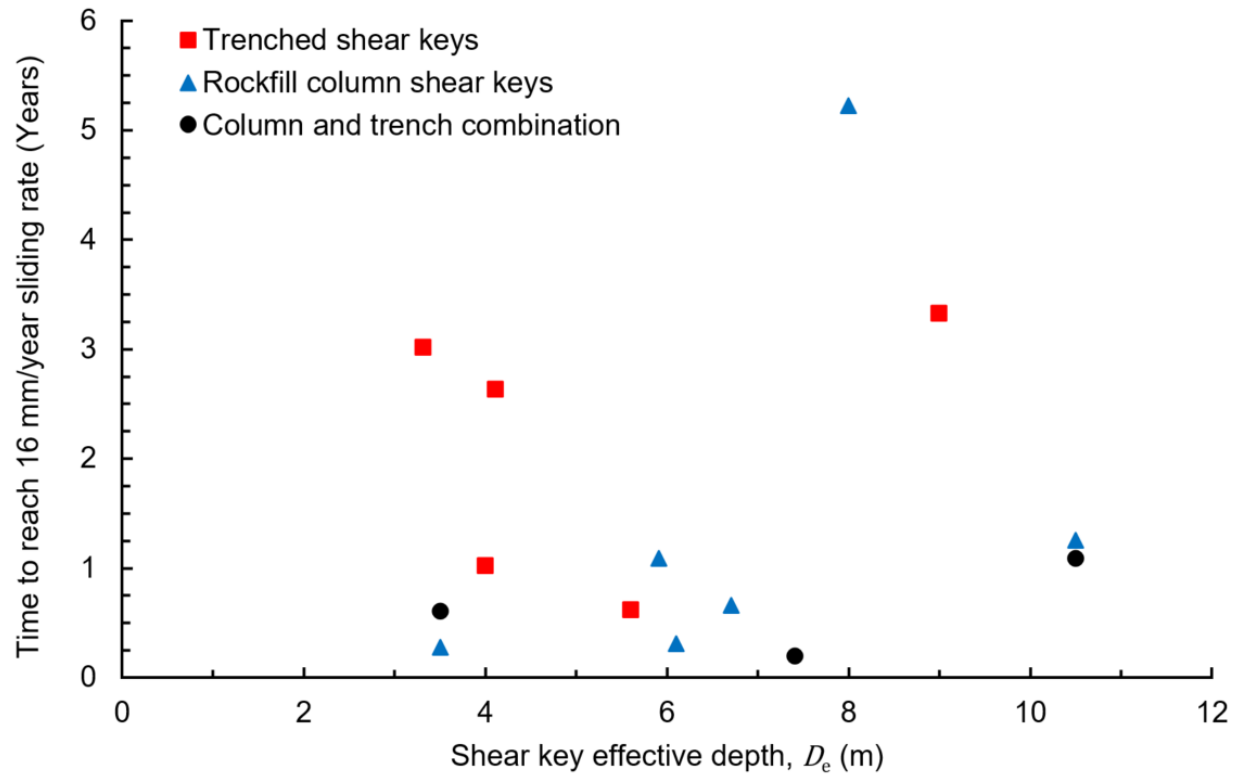 6
Trenched shear keys
Rockfill column shear keys
Column and trench combination
5
4
3
2
1
0
0 2 4 6 8 10 12
Time to reach 16 mm/year sliding rate (Years)
Shear key effective depth, Dₑ (m)